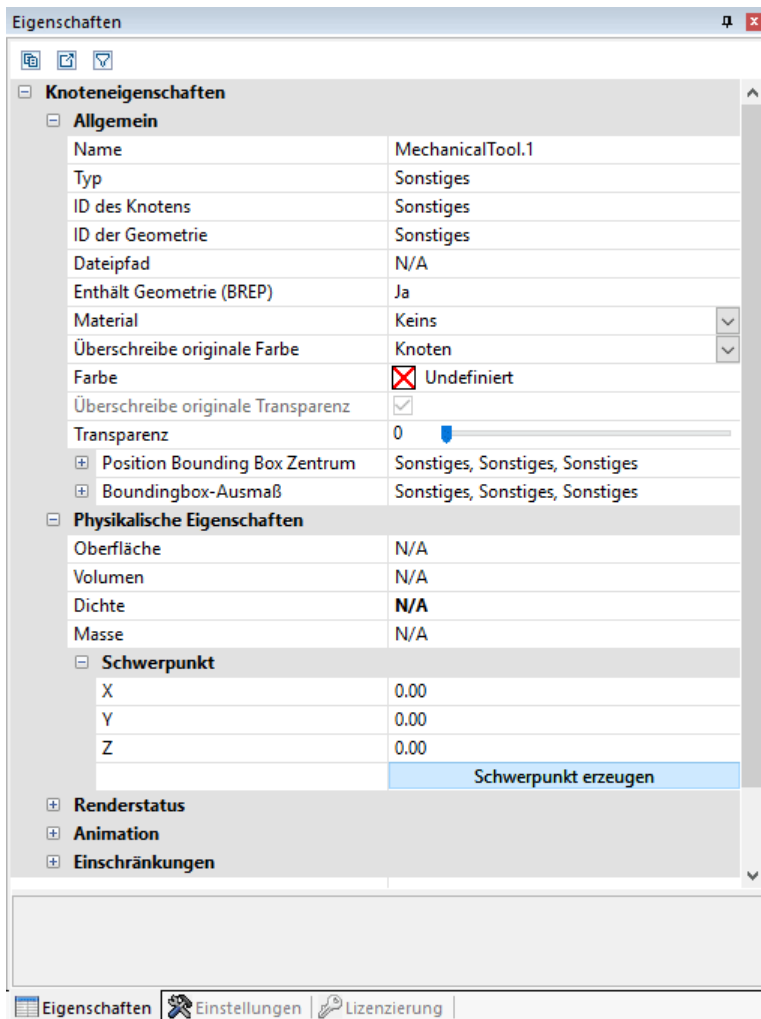 Eigenschaften
Knoteneigenschaften
Allgemein
Name MechanicalTool.1
Typ Sonstiges
ID des Knotens Sonstiges
ID der Geometrie Sonstiges
Dateipfad N/A
Enthält Geometrie (BREP) Ja
Material Keins
Überschreibe originale Farbe Knoten
Farbe Undefiniert
Überschreibe originale Transparenz
Transparenz 0
Position Bounding Box Zentrum Sonstiges, Sonstiges, Sonstiges
Boundingbox-Ausmaß Sonstiges, Sonstiges, Sonstiges
Physikalische Eigenschaften
Oberfläche N/A
Volumen N/A
Dichte N/A
Masse N/A
Schwerpunkt
X 0.00
Y 0.00
Z 0.00
Schwerpunkt erzeugen
Renderstatus
Animation
Einschränkungen
Eigenschaften Einstellungen Lizenzierung